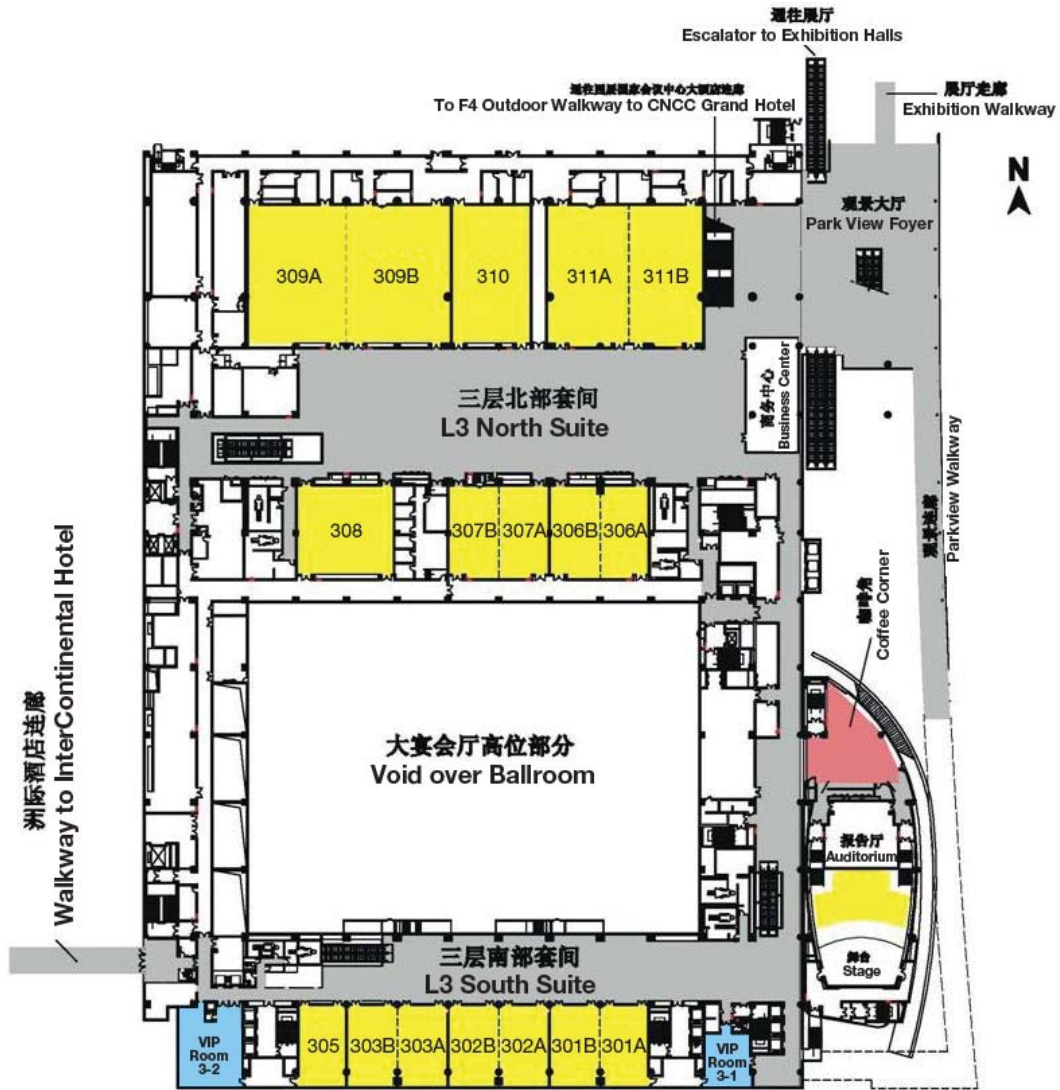 通往展厅
Escalator to Exhibition Halls
To F4 Outdoor Walkway to CNCC Grand Hotel
展厅走廊
Exhibition Walkway
N
观景大厅
Park View Foyer
309A
309B
310
311A
311B
三层北部套间
L3 North Suite
商务中心
Business Center
308
307B
307A
306B
306A
观景连廊
Parkview Walkway
咖啡角
Coffee Corner
大宴会厅高位部分
Void over Ballroom
洲际酒店连廊
Walkway to InterContinental Hotel
报告厅
Auditorium
舞台
Stage
三层南部套间
L3 South Suite
VIP
Room
3-2
305
303B
303A
302B
302A
301B
301A
VIP
Room
3-1